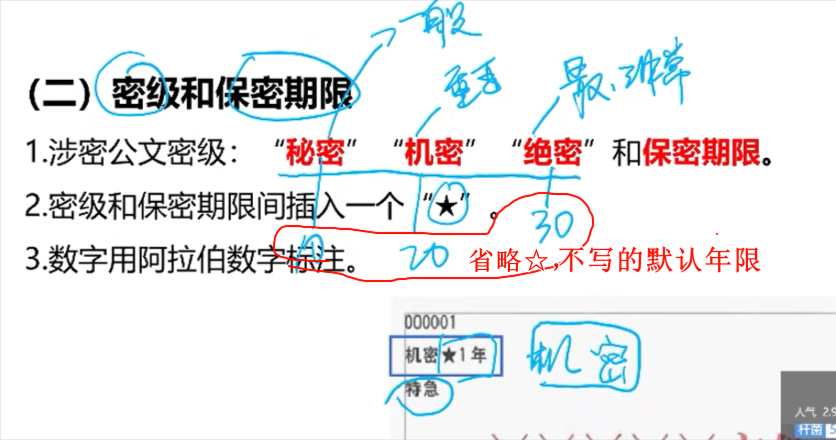 一般
重要
最、非常
（二）密级和保密期限
1.涉密公文密级：“秘密”“机密”“绝密”和保密期限。
2.密级和保密期限间插入一个“★”。
30
3.数字用阿拉伯数字标注。
10
20
省略☆,不写的默认年限
000001
机密★1年
机密
特急
人气 2.9
杆菌